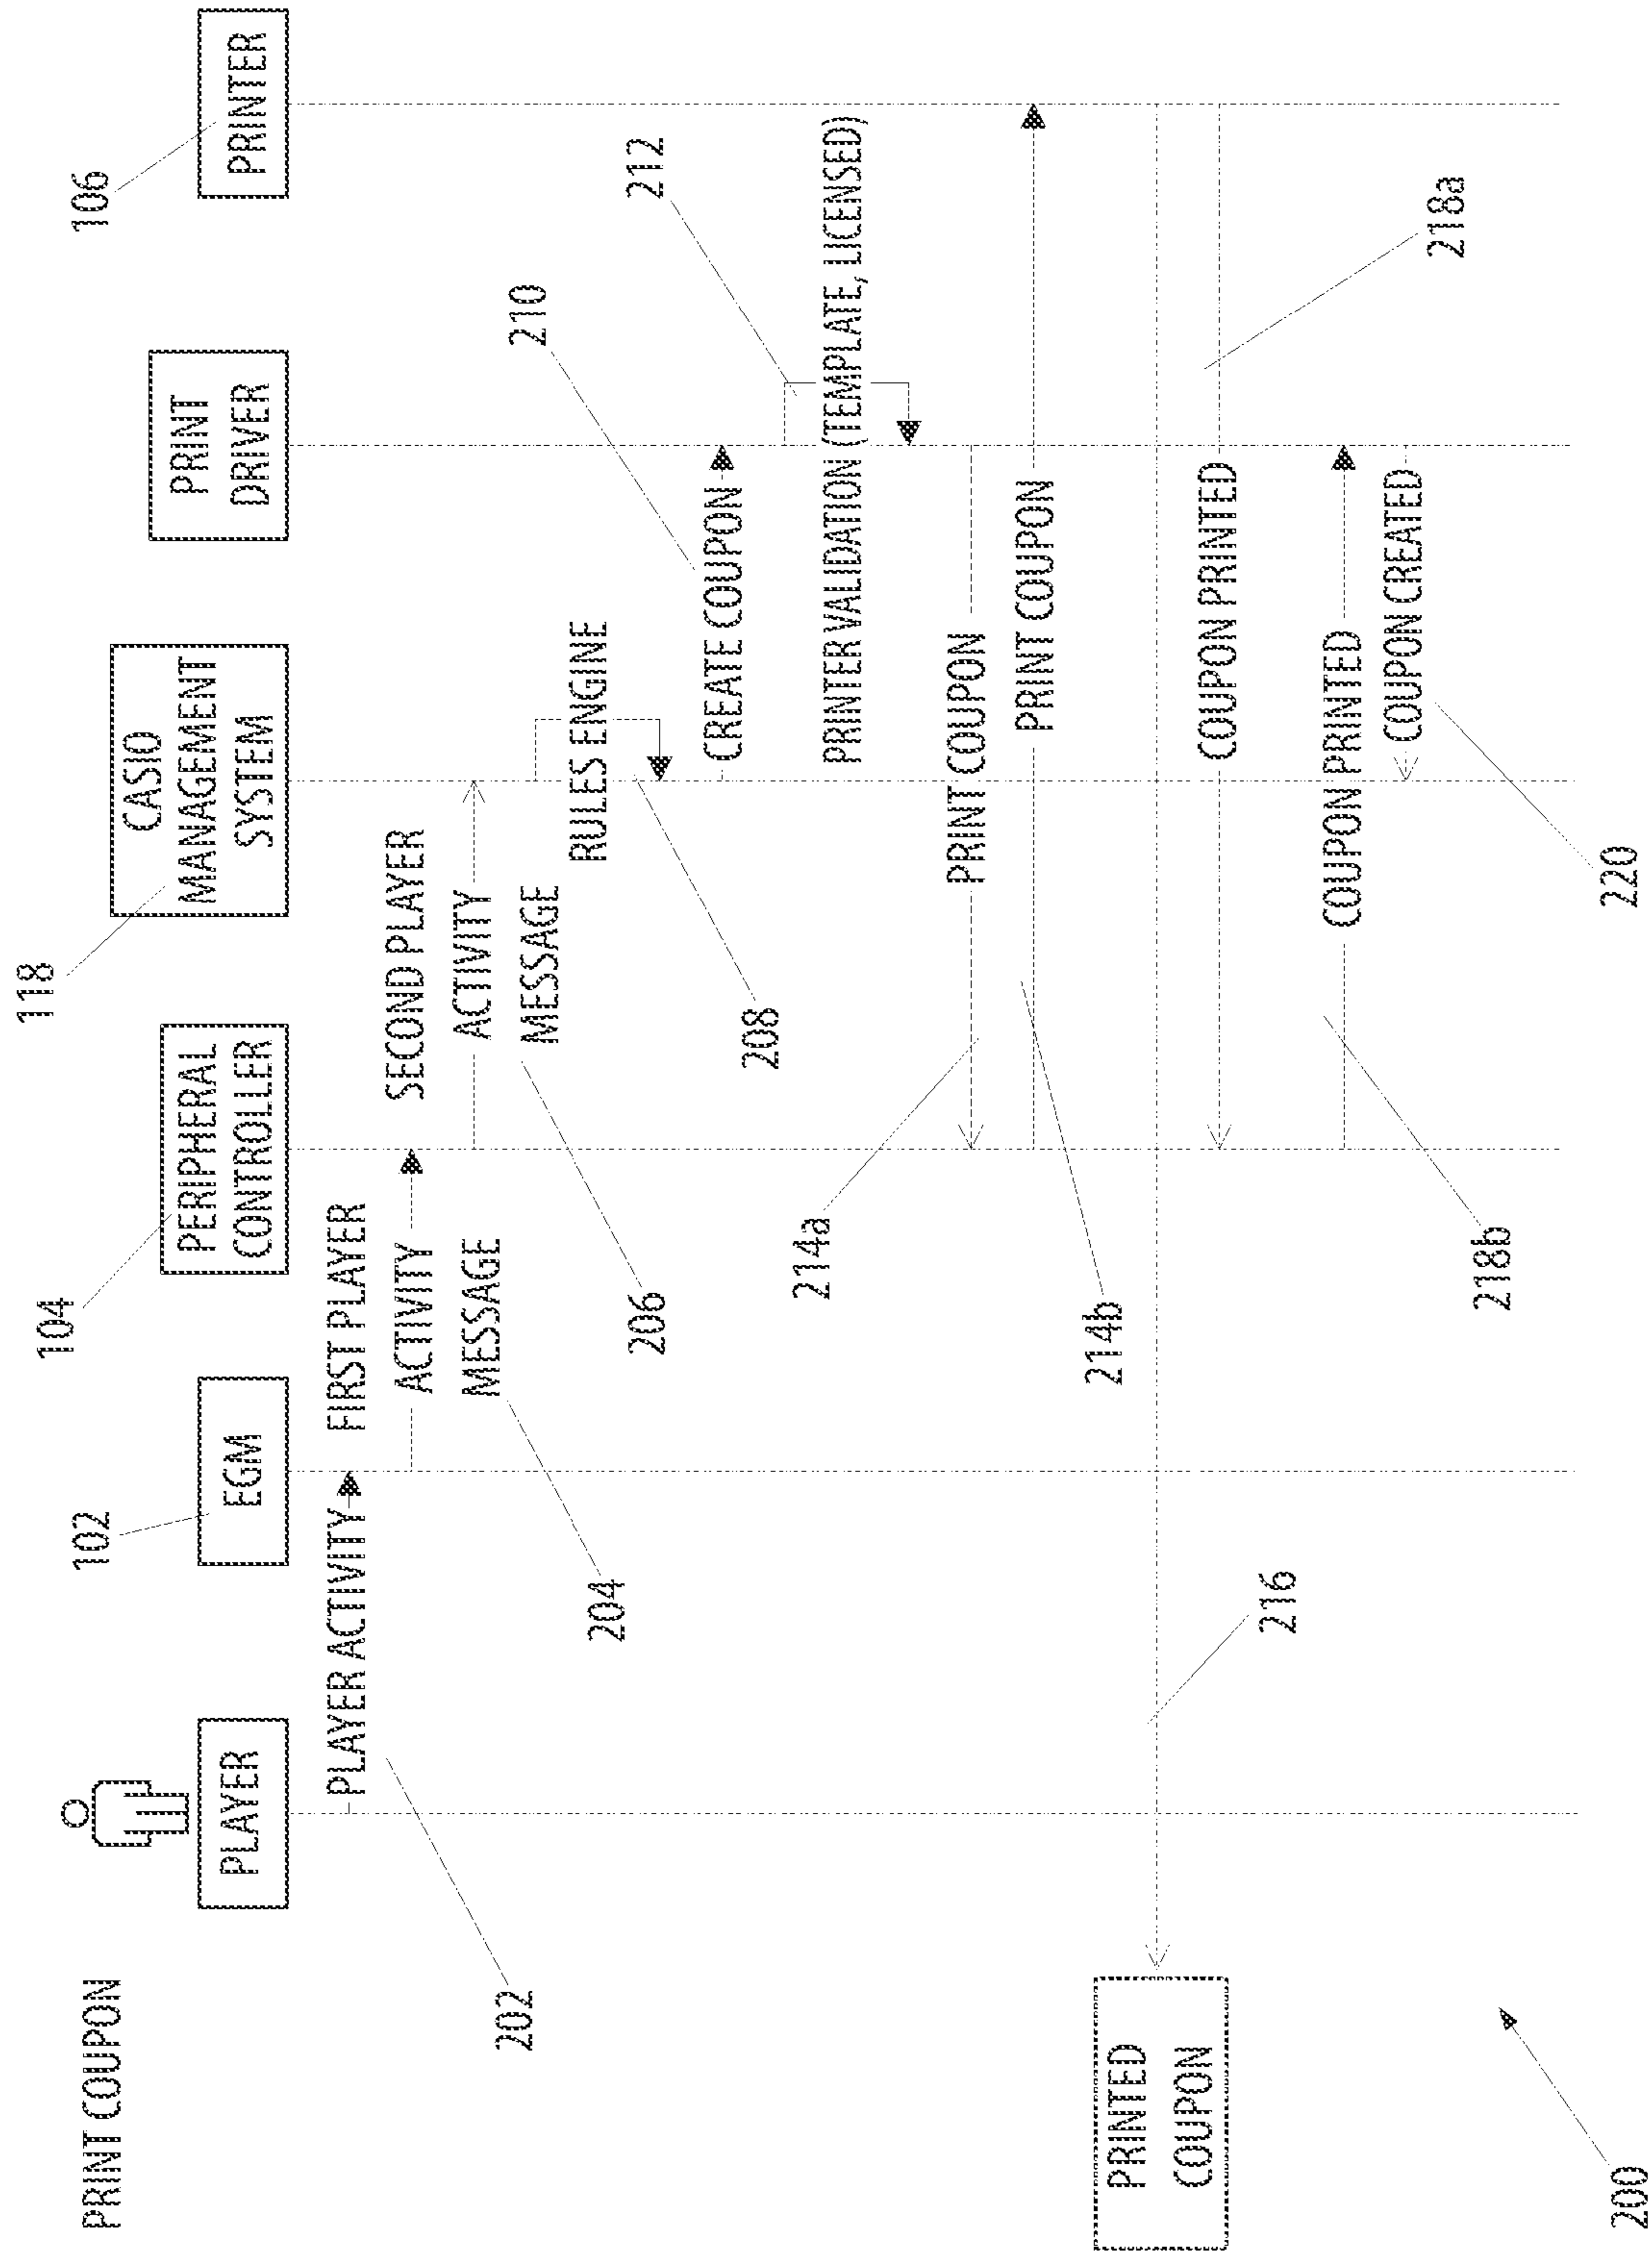 PRINT COUPON
PLAYER
102
EGM
104
PERIPHERAL
CONTROLLER
118
CASIO
MANAGEMENT
SYSTEM
PRINT
DRIVER
106
PRINTER
PLAYER ACTIVITY
202
FIRST PLAYER
ACTIVITY
MESSAGE
204
SECOND PLAYER
ACTIVITY
MESSAGE
206
RULES ENGINE
208
CREATE COUPON
210
PRINTER VALIDATION (TEMPLATE, LICENSED)
212
PRINT COUPON
214a
PRINT COUPON
214b
PRINTED
COUPON
216
COUPON PRINTED
218a
COUPON PRINTED
218b
COUPON CREATED
220
200